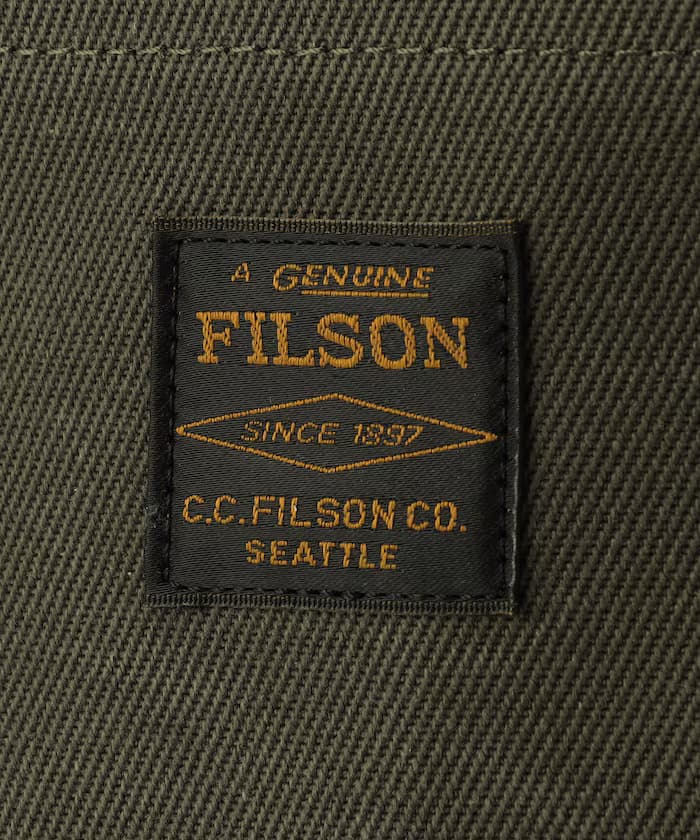 A GENUINE
FILSON
SINCE 1897
C.C. FILSON CO.
SEATTLE